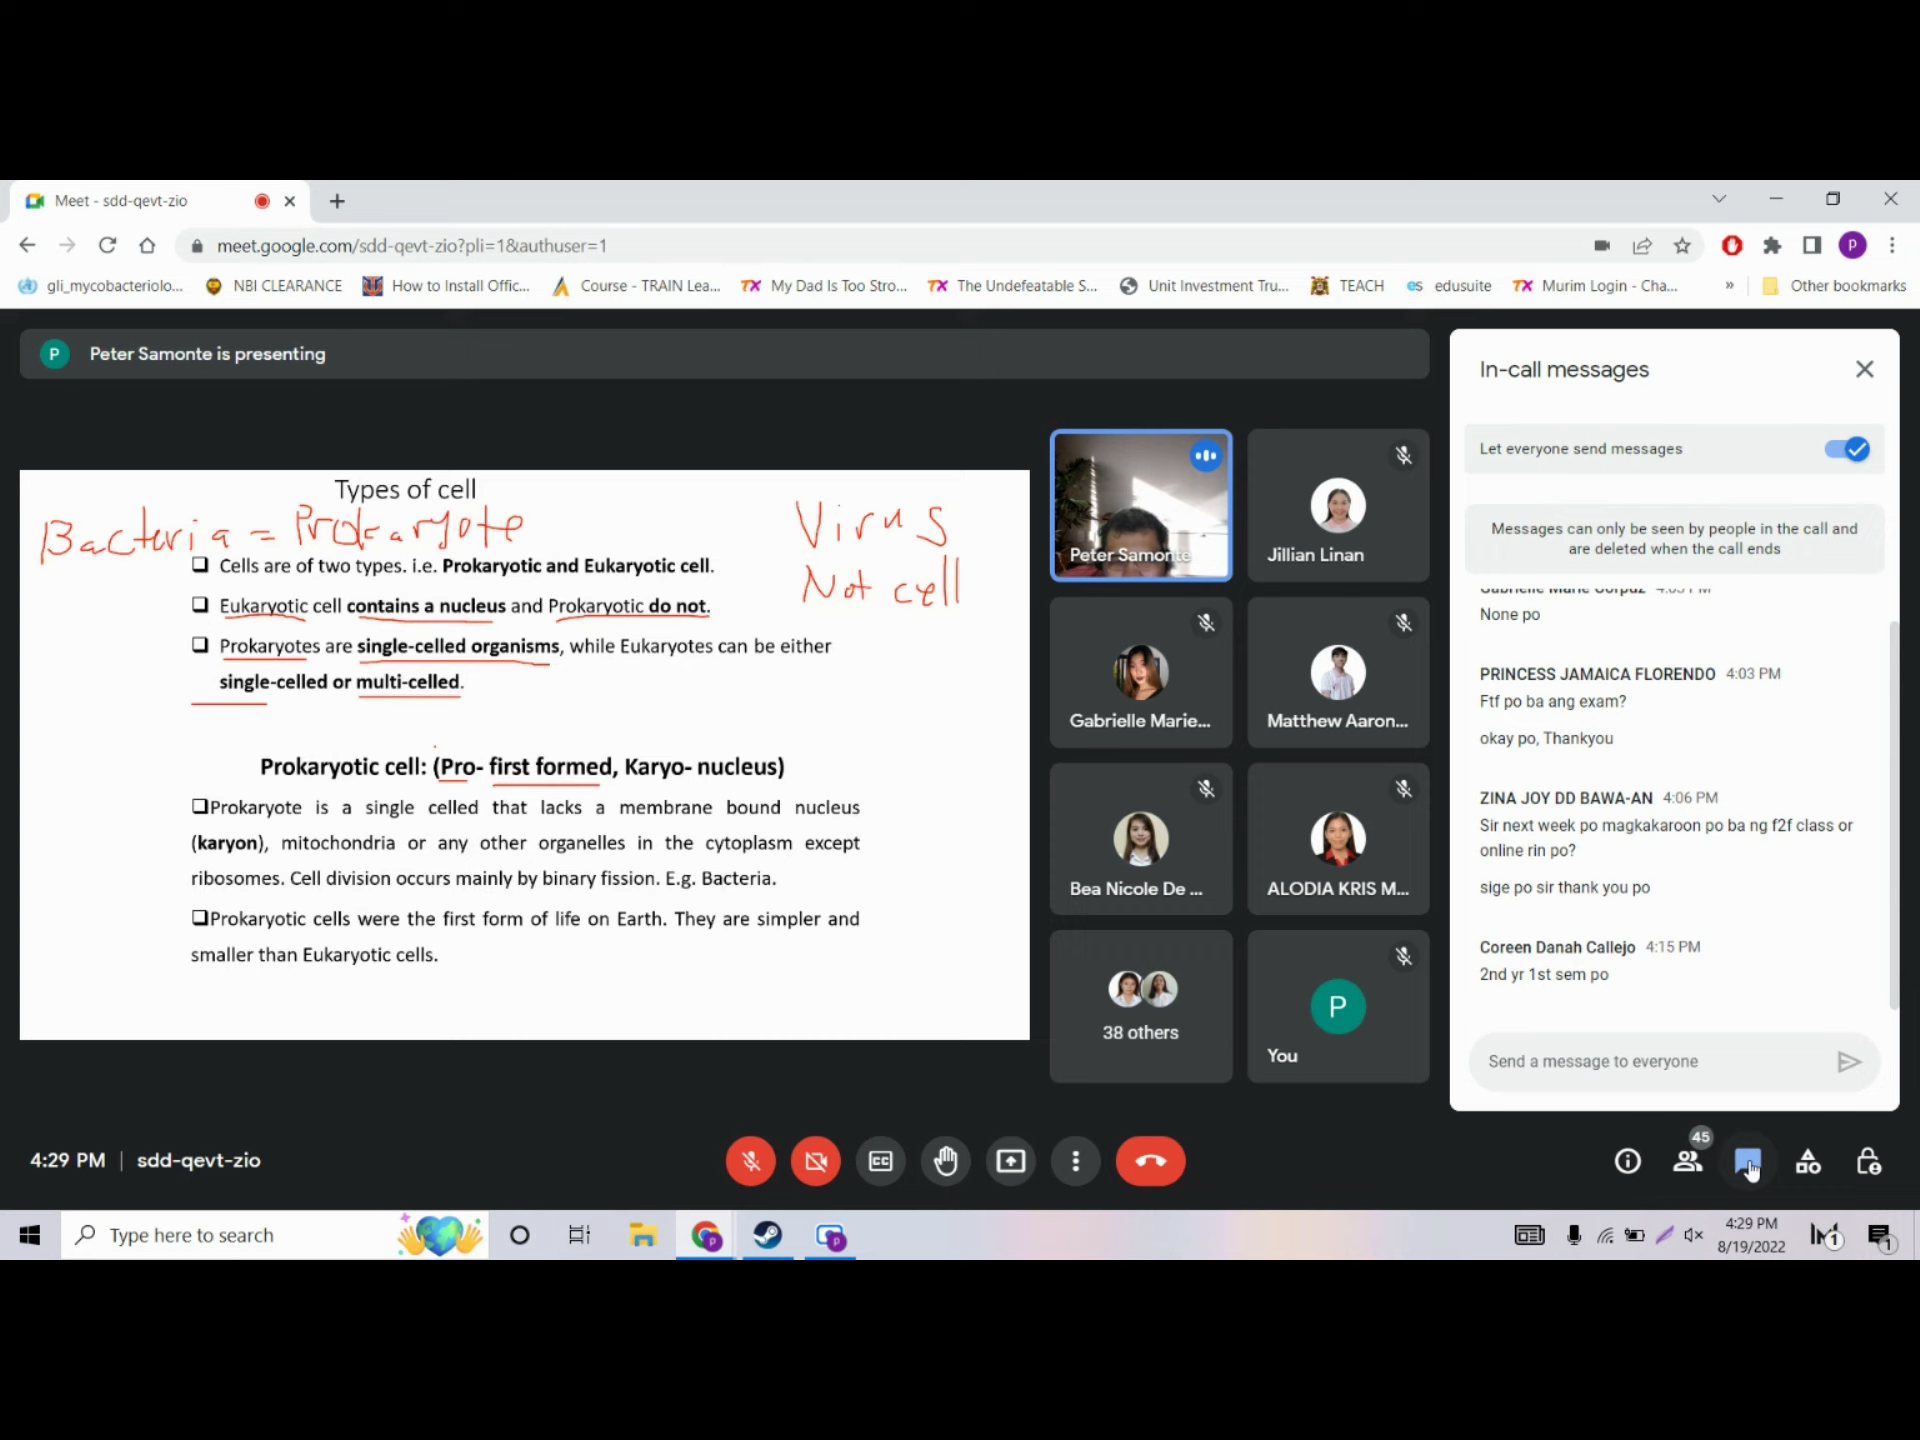 Meet - sdd-qevt-zio
meet.google.com/sdd-qevt-zio?pli=1&authuser=1
P
gli_mycobacteriolo...
NBI CLEARANCE
How to Install Offic...
Course - TRAIN Lea...
TX My Dad Is Too Stro...
TX The Undefeatable S...
Unit Investment Tru...
TEACH
es edusuite
TX Murim Login - Cha...
»
Other bookmarks
P Peter Samonte is presenting
Types of cell
Bacteria = Prokaryote
Virus
Not cell
❑ Cells are of two types. i.e. Prokaryotic and Eukaryotic cell.
❑ Eukaryotic cell contains a nucleus and Prokaryotic do not.
❑ Prokaryotes are single-celled organisms, while Eukaryotes can be either
single-celled or multi-celled.
Prokaryotic cell: (Pro- first formed, Karyo- nucleus)
❑Prokaryote is a single celled that lacks a membrane bound nucleus
(karyon), mitochondria or any other organelles in the cytoplasm except
ribosomes. Cell division occurs mainly by binary fission. E.g. Bacteria.
❑Prokaryotic cells were the first form of life on Earth. They are simpler and
smaller than Eukaryotic cells.
Peter Samonte
Jillian Linan
Gabrielle Marie...
Matthew Aaron...
Bea Nicole De ...
ALODIA KRIS M...
38 others
P
You
In-call messages
Let everyone send messages
Messages can only be seen by people in the call and
are deleted when the call ends
Gabrielle Marie Corpuz 4:03 PM
None po
PRINCESS JAMAICA FLORENDO 4:03 PM
Ftf po ba ang exam?
okay po, Thankyou
ZINA JOY DD BAWA-AN 4:06 PM
Sir next week po magkakaroon po ba ng f2f class or
online rin po?
sige po sir thank you po
Coreen Danah Callejo 4:15 PM
2nd yr 1st sem po
Send a message to everyone
4:29 PM | sdd-qevt-zio
CC
45
Type here to search
4:29 PM
8/19/2022
1
1